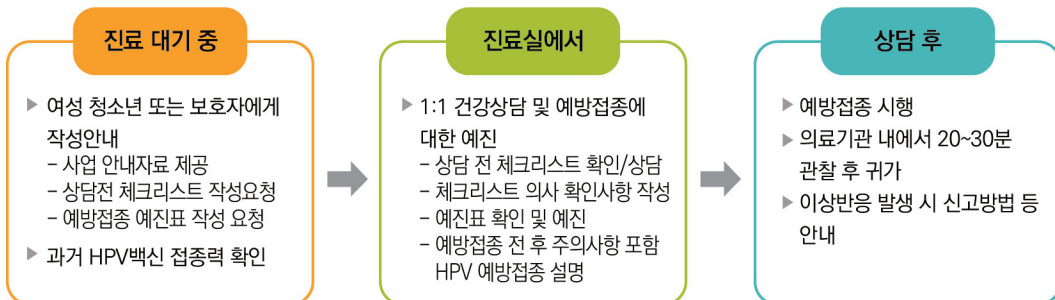 진료 대기 중
▶ 여성 청소년 또는 보호자에게
작성안내
– 사업 안내자료 제공
– 상담전 체크리스트 작성요청
– 예방접종 예진표 작성 요청
▶ 과거 HPV백신 접종력 확인
진료실에서
▶ 1:1 건강상담 및 예방접종에
대한 예진
– 상담 전 체크리스트 확인/상담
– 체크리스트 의사 확인사항 작성
– 예진표 확인 및 예진
– 예방접종 전 후 주의사항 포함
HPV 예방접종 설명
상담 후
▶ 예방접종 시행
▶ 의료기관 내에서 20~30분
관찰 후 귀가
▶ 이상반응 발생 시 신고방법 등
안내